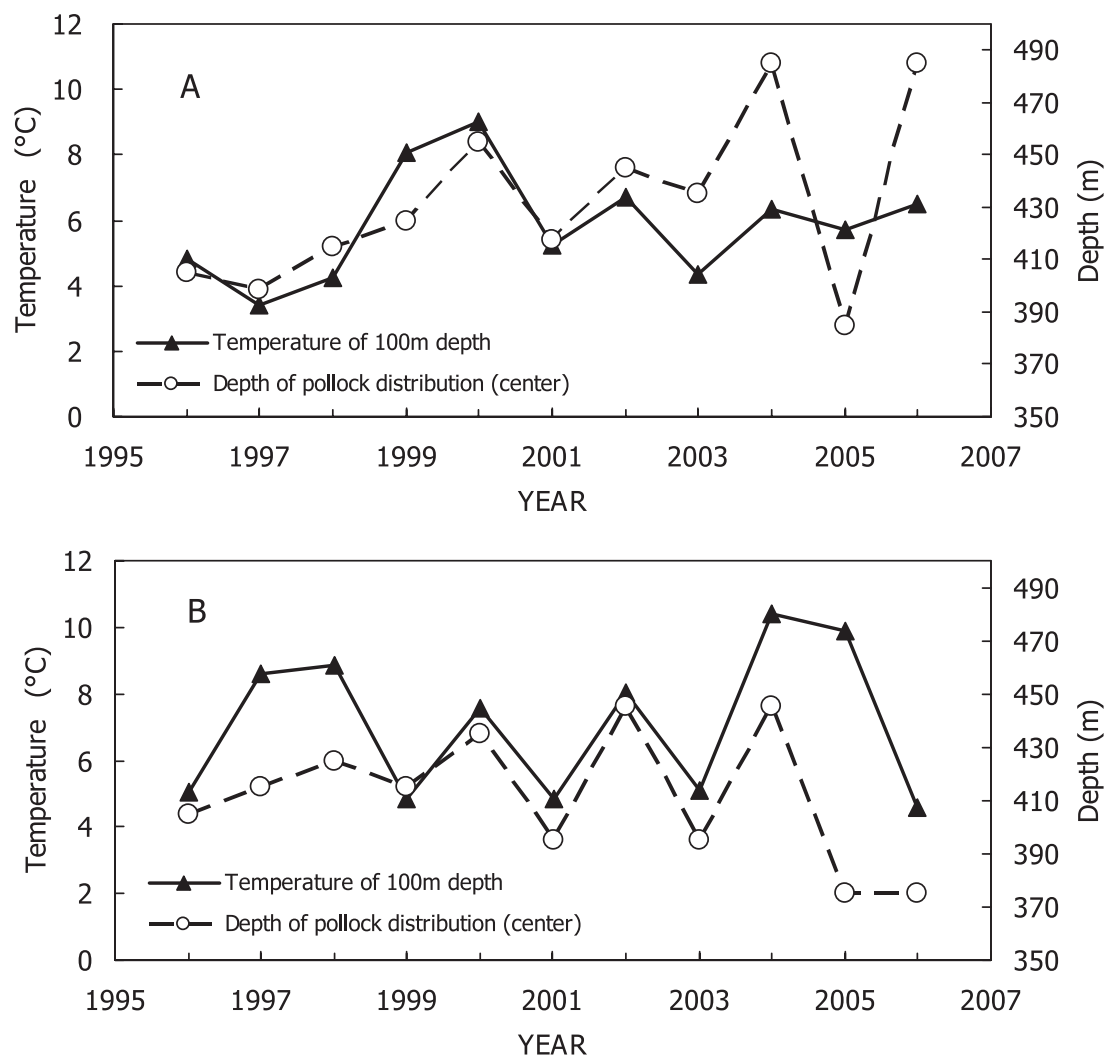 A
12
10
8
6
4
2
0
Temperature (°C)
490
470
450
430
410
390
370
350
Depth (m)
Temperature of 100m depth
Depth of pollock distribution (center)
1995 1997 1999 2001 2003 2005 2007
YEAR
B
12
10
8
6
4
2
0
Temperature (°C)
490
470
450
430
410
390
370
350
Depth (m)
Temperature of 100m depth
Depth of pollock distribution (center)
1995 1997 1999 2001 2003 2005 2007
YEAR